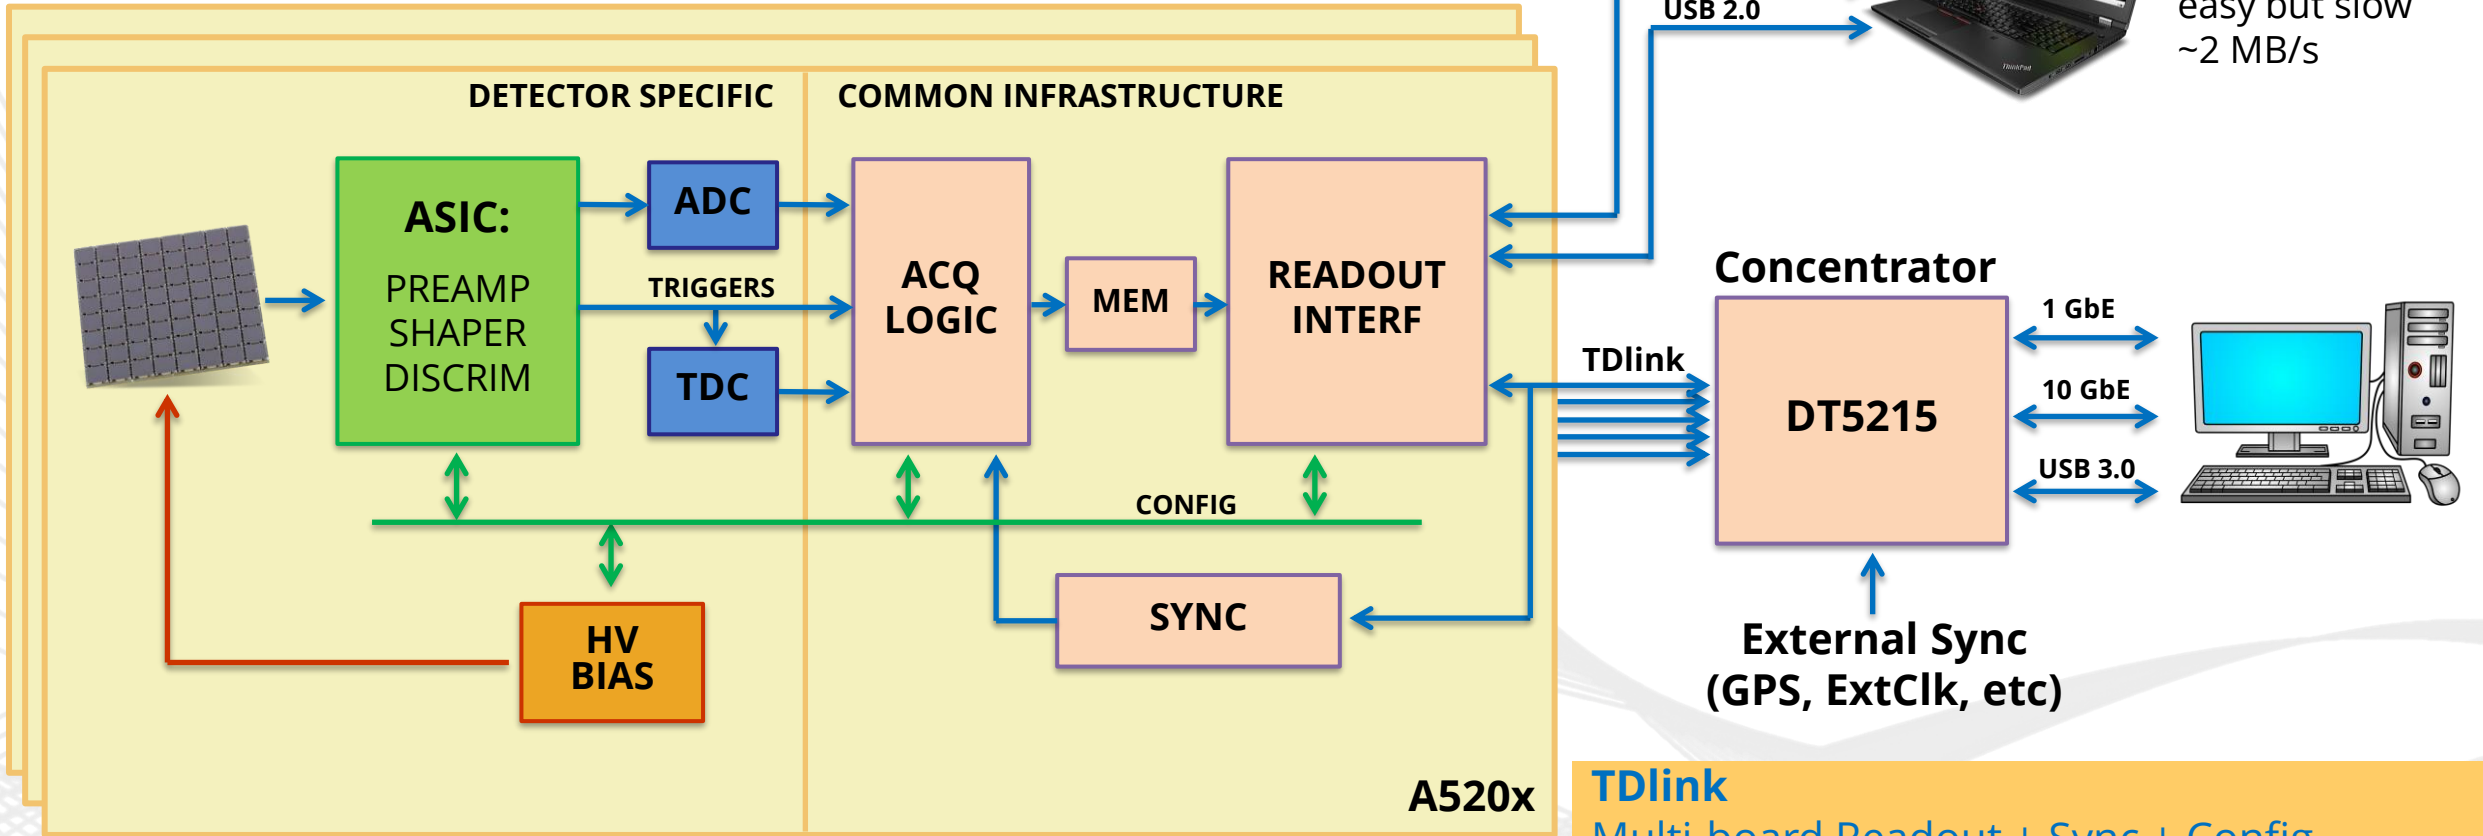 USB 2.0
easy but slow
~2 MB/s
DETECTOR SPECIFIC
COMMON INFRASTRUCTURE
ASIC:
PREAMP
SHAPER
DISCRIM
ADC
TRIGGERS
TDC
ACQ
LOGIC
MEM
READOUT
INTERF
CONFIG
SYNC
HV
BIAS
A520x
TDlink
Concentrator
DT5215
1 GbE
10 GbE
USB 3.0
External Sync
(GPS, ExtClk, etc)
TDlink
Multi-board Readout + Sync + Config
ThinkPad